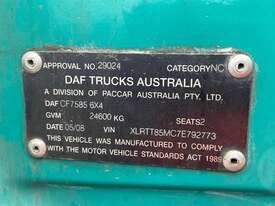 APPROVAL NO. 29024 CATEGORY NC
DAF TRUCKS AUSTRALIA
A DIVISION OF PACCAR AUSTRALIA PTY. LTD.
DAF CF7585 6X4
GVM 24600 KG SEATS 2
DATE 05/08 VIN XLRTT85MC7E792773
THIS VEHICLE WAS MANUFACTURED TO COMPLY
WITH THE MOTOR VEHICLE STANDARDS ACT 1989